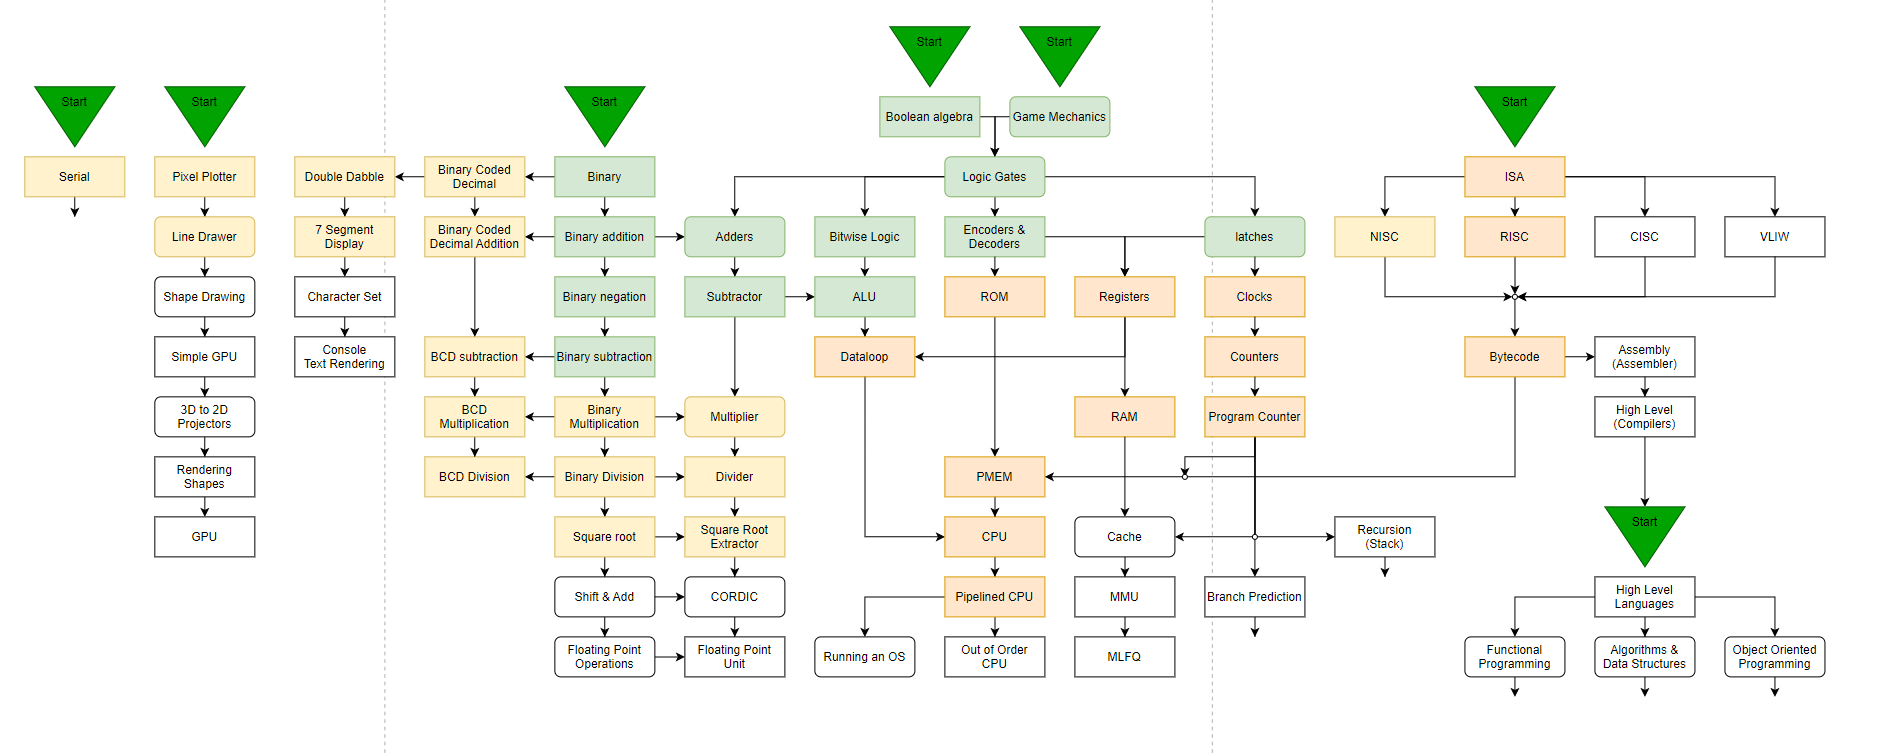 Start
Start
Start
Start
Start
Start
Boolean algebra
Game Mechanics
Serial
Pixel Plotter
Double Dabble
Binary Coded
Decimal
Binary
Logic Gates
ISA
Line Drawer
7 Segment
Display
Binary Coded
Decimal Addition
Binary addition
Adders
Bitwise Logic
Encoders &
Decoders
latches
NISC
RISC
CISC
VLIW
Shape Drawing
Character Set
Binary negation
Subtractor
ALU
ROM
Registers
Clocks
Simple GPU
Console
Text Rendering
BCD subtraction
Binary subtraction
Dataloop
Counters
Bytecode
Assembly
(Assembler)
3D to 2D
Projectors
BCD
Multiplication
Binary
Multiplication
Multiplier
RAM
Program Counter
High Level
(Compilers)
Rendering
Shapes
BCD Division
Binary Division
Divider
PMEM
GPU
Square root
Square Root
Extractor
CPU
Cache
Recursion
(Stack)
Start
Shift & Add
CORDIC
Pipelined CPU
MMU
Branch Prediction
High Level
Languages
Floating Point
Operations
Floating Point
Unit
Running an OS
Out of Order
CPU
MLFQ
Functional
Programming
Algorithms &
Data Structures
Object Oriented
Programming